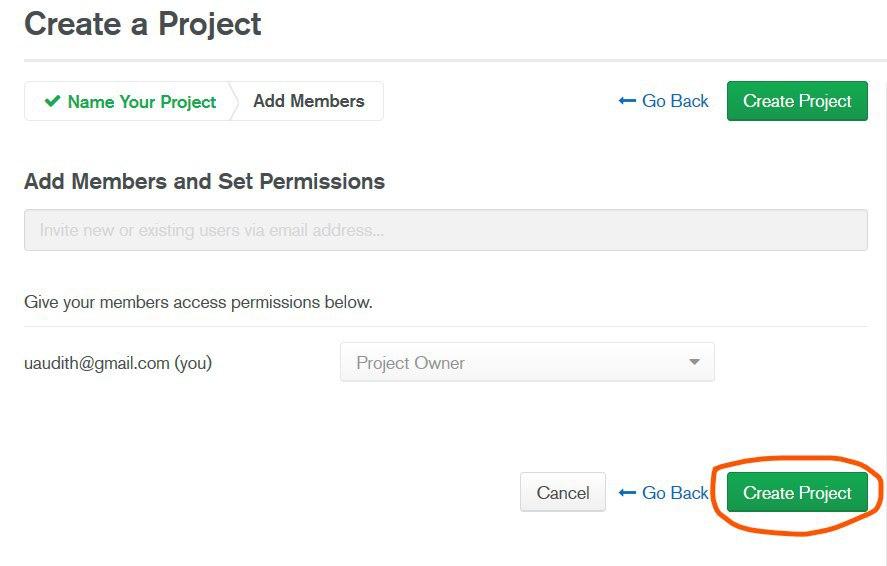 Create a Project
Name Your Project Add Members Go Back Create Project
Add Members and Set Permissions
Invite new or existing users via email address...
Give your members access permissions below.
uaudith@gmail.com (you) Project Owner
Cancel Go Back Create Project